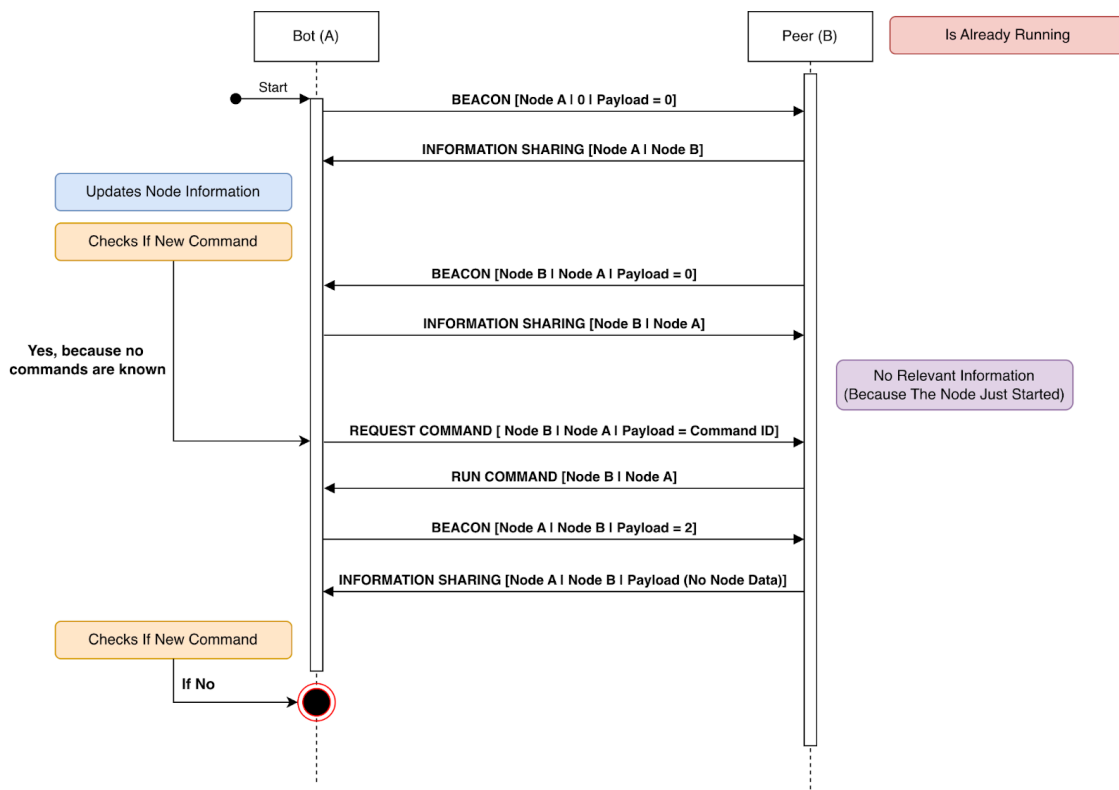 Bot (A)
Peer (B)
Is Already Running
Start
BEACON [Node A I 0 I Payload = 0]
INFORMATION SHARING [Node A I Node B]
Updates Node Information
Checks If New Command
BEACON [Node B I Node A I Payload = 0]
INFORMATION SHARING [Node B I Node A]
Yes, because no
commands are known
No Relevant Information
(Because The Node Just Started)
REQUEST COMMAND [ Node B I Node A I Payload = Command ID]
RUN COMMAND [Node B I Node A]
BEACON [Node A I Node B I Payload = 2]
INFORMATION SHARING [Node A I Node B I Payload (No Node Data)]
Checks If New Command
If No